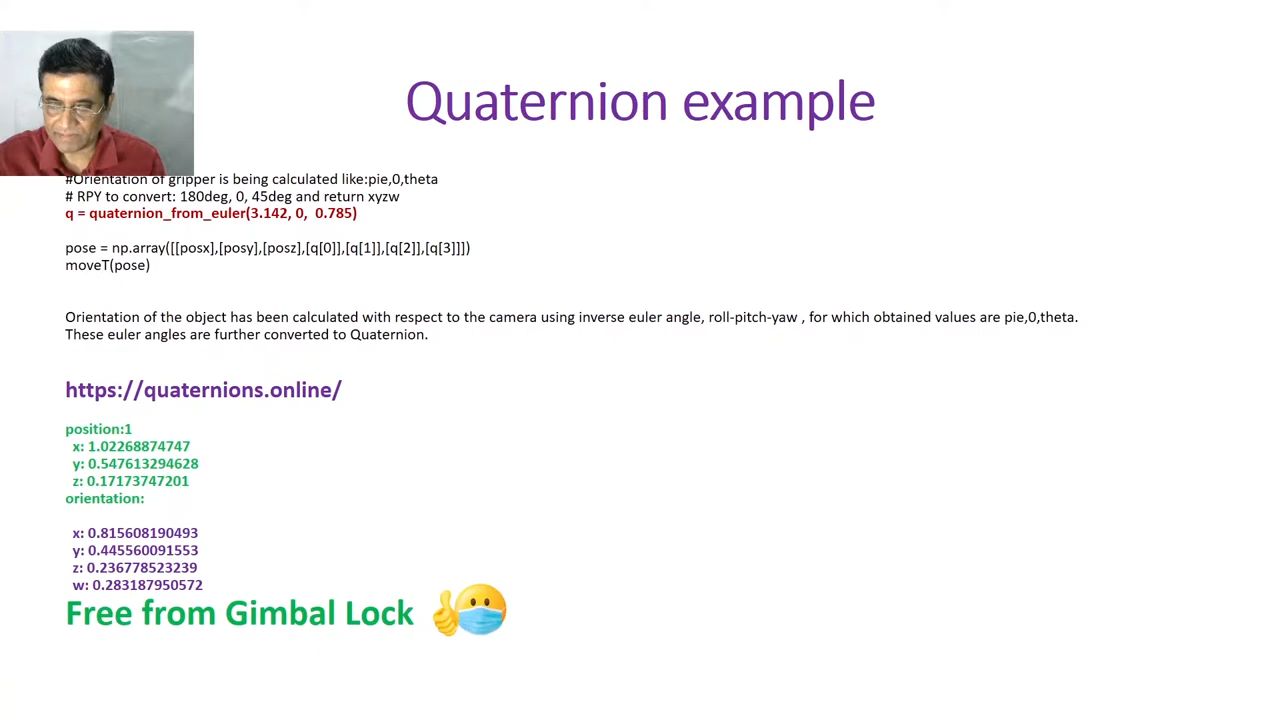 Quaternion example
#Orientation of gripper is being calculated like:pie,0,theta
# RPY to convert: 180deg, 0, 45deg and return xyzw
q = quaternion_from_euler(3.142, 0,  0.785)
pose = np.array([[posx],[posy],[posz],[q[0]],[q[1]],[q[2]],[q[3]]])
moveT(pose)
Orientation of the object has been calculated with respect to the camera using inverse euler angle, roll-pitch-yaw , for which obtained values are pie,0,theta.
These euler angles are further converted to Quaternion.
https://quaternions.online/
position:1
x: 1.02268874747
y: 0.547613294628
z: 0.17173747201
orientation:
x: 0.815608190493
y: 0.445560091553
z: 0.236778523239
w: 0.283187950572
Free from Gimbal Lock